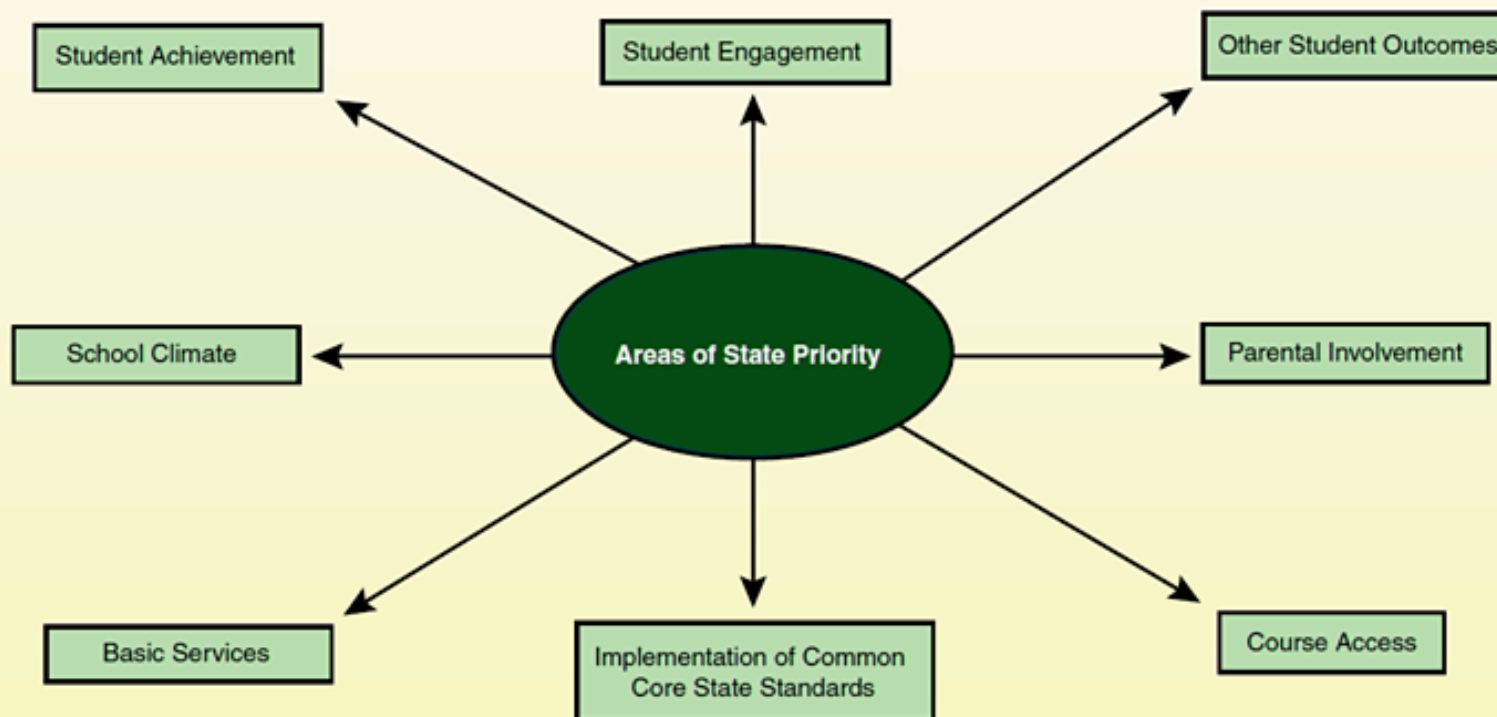 Student Achievement
Student Engagement
Other Student Outcomes
School Climate
Areas of State Priority
Parental Involvement
Basic Services
Implementation of Common
Core State Standards
Course Access